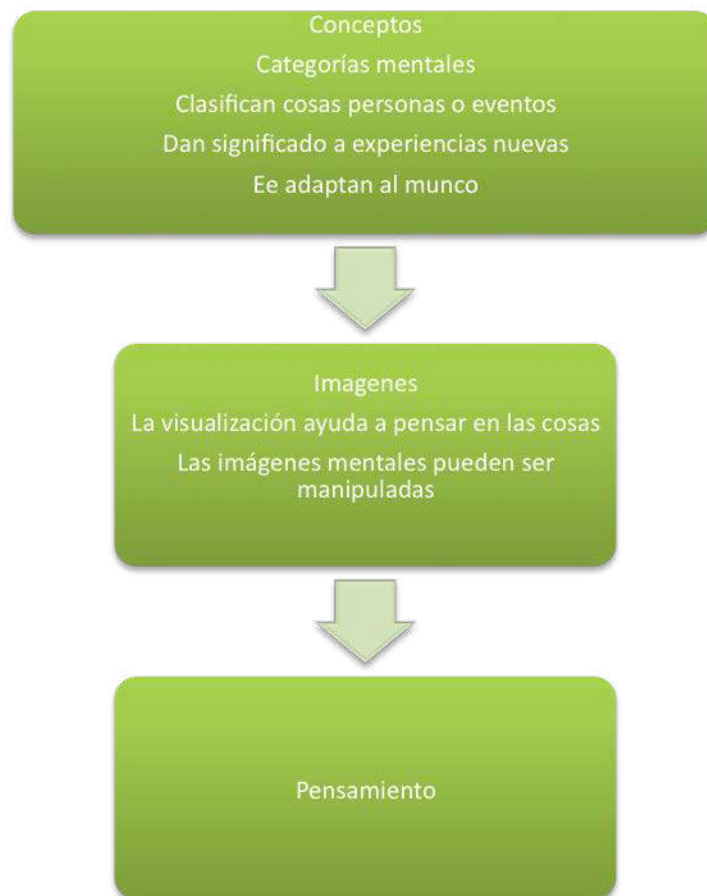 Conceptos
Categorías mentales
Clasifican cosas personas o eventos
Dan significado a experiencias nuevas
Ee adaptan al munco
Imagenes
La visualización ayuda a pensar en las cosas
Las imágenes mentales pueden ser
manipuladas
Pensamiento